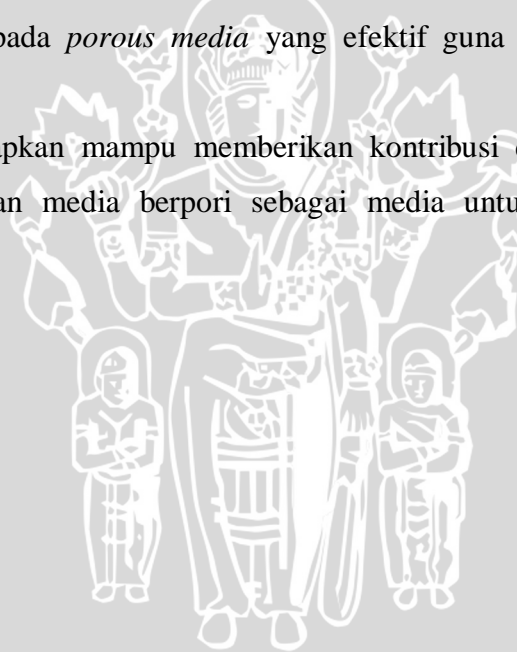 pada porous media yang efektif guna
apkan mampu memberikan kontribusi
an media berpori sebagai media untu